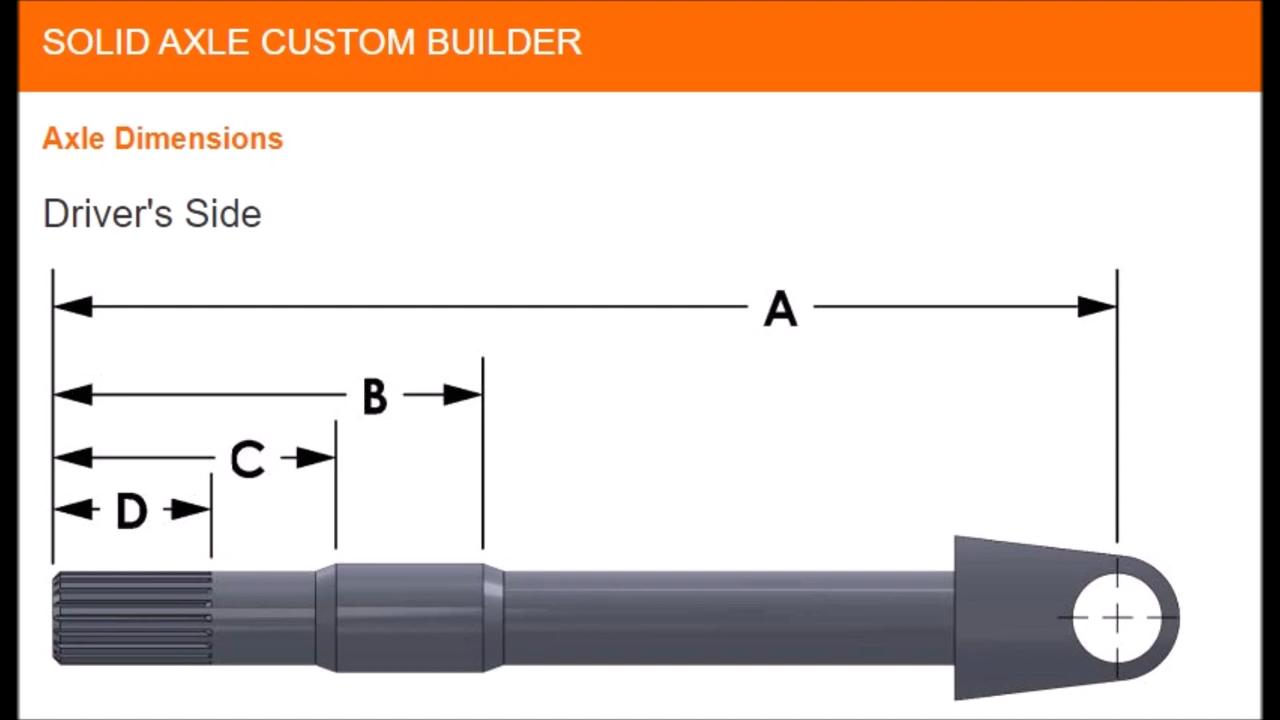 SOLID AXLE CUSTOM BUILDER
Axle Dimensions
Driver's Side
A
B
C
D